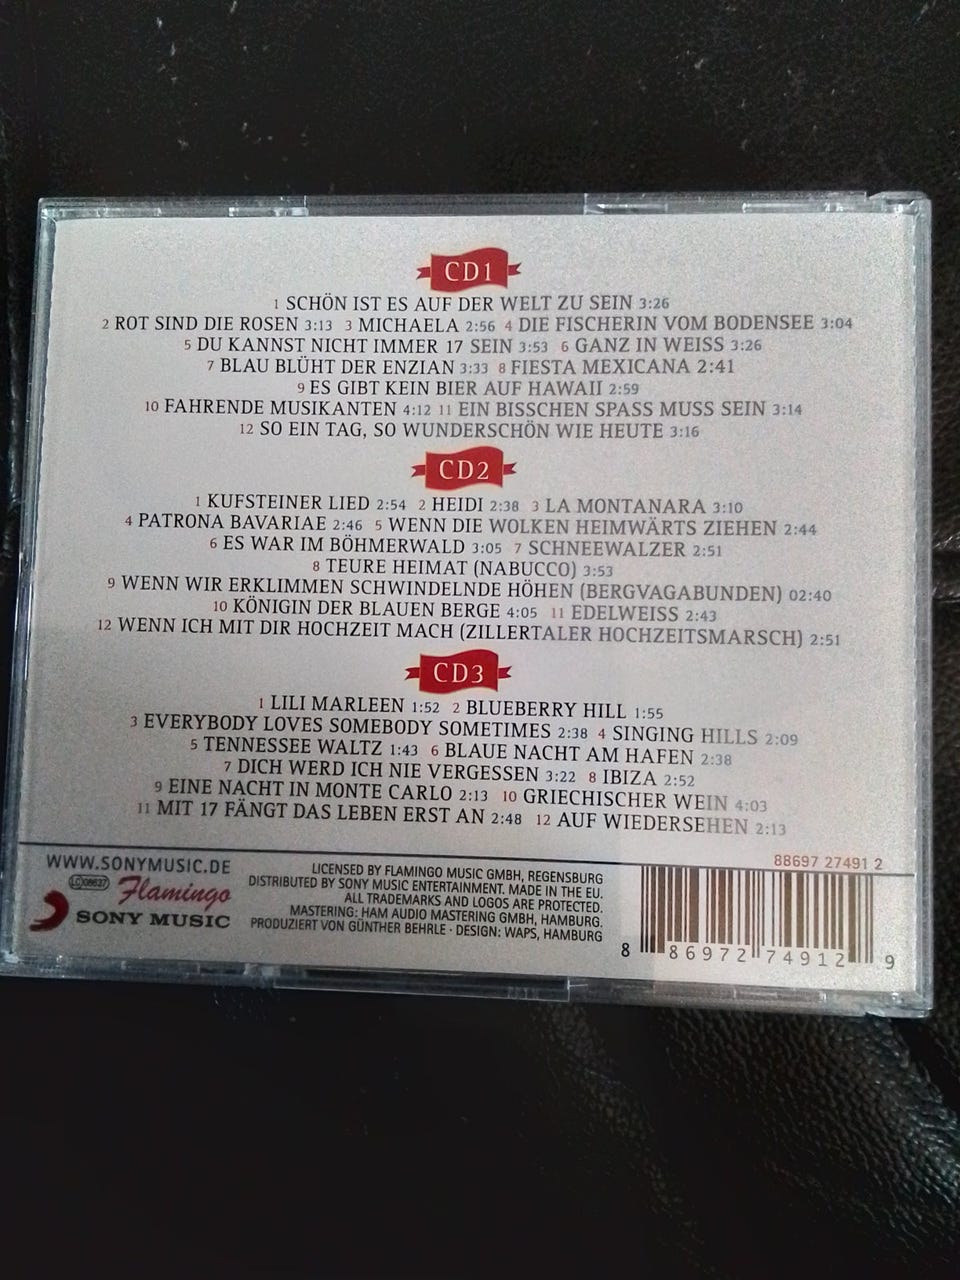 CD1
1 SCHÖN IST ES AUF DER WELT ZU SEIN 3:26
2 ROT SIND DIE ROSEN 3:13 3 MICHAELA 2:56 4 DIE FISCHERIN VOM BODENSEE 3:04
5 DU KANNST NICHT IMMER 17 SEIN 3:53 6 GANZ IN WEISS 3:26
7 BLAU BLÜHT DER ENZIAN 3:33 8 FIESTA MEXICANA 2:41
9 ES GIBT KEIN BIER AUF HAWAII 2:59
10 FAHRENDE MUSIKANTEN 4:12 11 EIN BISSCHEN SPASS MUSS SEIN 3:14
12 SO EIN TAG, SO WUNDERSCHÖN WIE HEUTE 3:16
CD2
1 KUFSTEINER LIED 2:54 2 HEIDI 2:38 3 LA MONTANARA 3:10
4 PATRONA BAVARIAE 2:46 5 WENN DIE WOLKEN HEIMWÄRTS ZIEHEN 2:44
6 ES WAR IM BÖHMERWALD 3:05 7 SCHNEEWALZER 2:51
8 TEURE HEIMAT (NABUCCO) 3:53
9 WENN WIR ERKLIMMEN SCHWINDELNDE HÖHEN (BERGVAGABUNDEN) 02:40
10 KÖNIGIN DER BLAUEN BERGE 4:05 11 EDELWEISS 2:43
12 WENN ICH MIT DIR HOCHZEIT MACH (ZILLERTALER HOCHZEITSMARSCH) 2:51
CD3
1 LILI MARLEEN 1:52 2 BLUEBERRY HILL 1:55
3 EVERYBODY LOVES SOMEBODY SOMETIMES 2:38 4 SINGING HILLS 2:09
5 TENNESSEE WALTZ 1:43 6 BLAUE NACHT AM HAFEN 2:38
7 DICH WERD ICH NIE VERGESSEN 3:22 8 IBIZA 2:52
9 EINE NACHT IN MONTE CARLO 2:13 10 GRIECHISCHER WEIN 4:03
11 MIT 17 FÄNGT DAS LEBEN ERST AN 2:48 12 AUF WIEDERSEHEN 2:13
WWW.SONYMUSIC.DE
LC 08637
Flamingo
SONY MUSIC
LICENSED BY FLAMINGO MUSIC GMBH, REGENSBURG
DISTRIBUTED BY SONY MUSIC ENTERTAINMENT. MADE IN THE EU.
ALL TRADEMARKS AND LOGOS ARE PROTECTED.
MASTERING: HAM AUDIO MASTERING GMBH, HAMBURG.
PRODUZIERT VON GÜNTHER BEHRLE · DESIGN: WAPS, HAMBURG
88697 27491 2
8 86972 74912 9